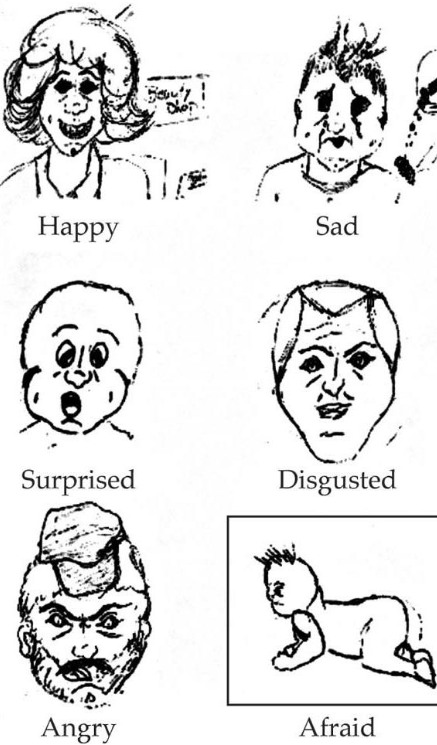 Beauty
Shop
Happy
Sad
Surprised
Disgusted
Angry
Afraid